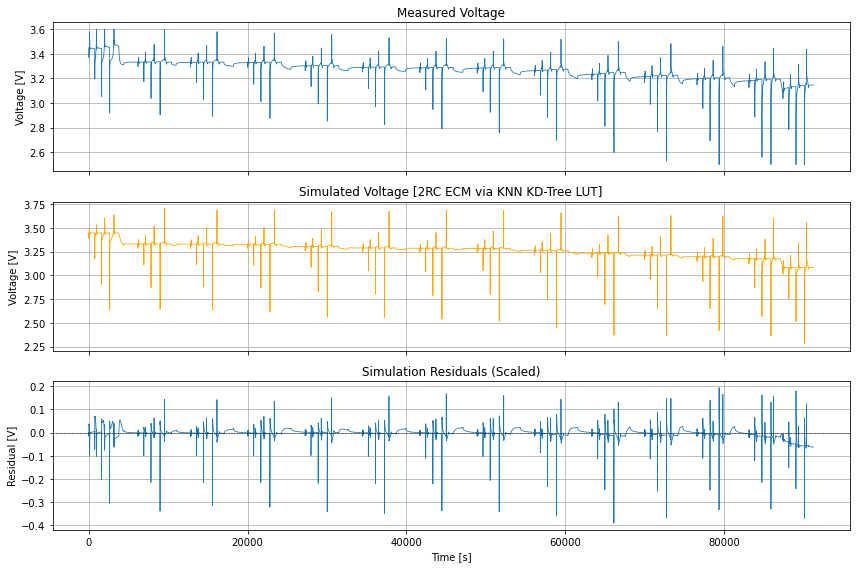 Measured Voltage
3.6
3.4
3.2
3.0
2.8
2.6
Voltage [V]
Simulated Voltage [2RC ECM via KNN KD-Tree LUT]
3.75
3.50
3.25
3.00
2.75
2.50
2.25
Voltage [V]
Simulation Residuals (Scaled)
0.2
0.1
0.0
−0.1
−0.2
−0.3
−0.4
Residual [V]
0 20000 40000 60000 80000
Time [s]